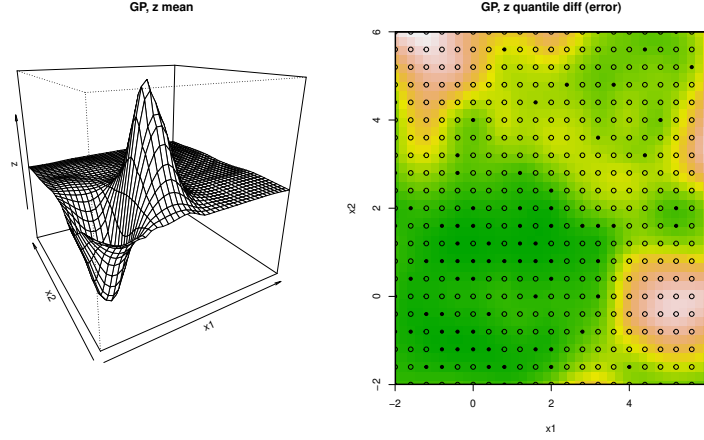 GP, z mean
z
x2
x1
GP, z quantile diff (error)
6
4
2
0
−2
x2
−2
0
2
4
x1